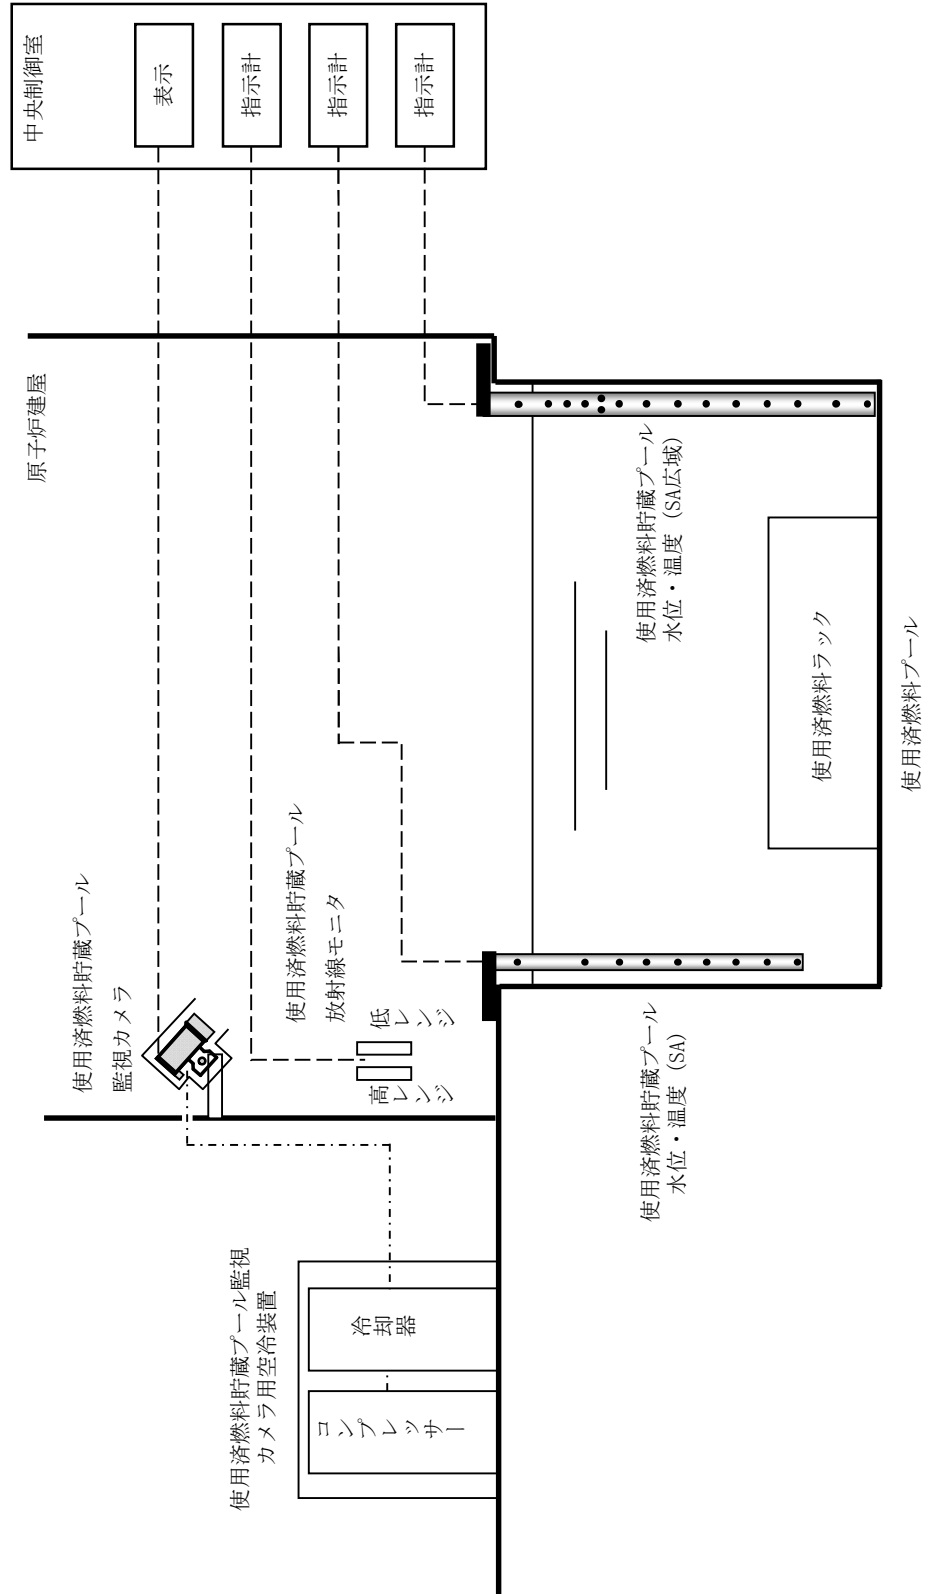 使用済燃料貯蔵プール監視
カメラ用空冷装置
コンプレッサー
冷却器
使用済燃料貯蔵プール
監視カメラ
高レンジ
低レンジ
使用済燃料貯蔵プール
放射線モニタ
原子炉建屋
中央制御室
表示
指示計
指示計
指示計
使用済燃料貯蔵プール
水位・温度 (SA)
使用済燃料貯蔵プール
水位・温度 (SA広域)
使用済燃料ラック
使用済燃料プール